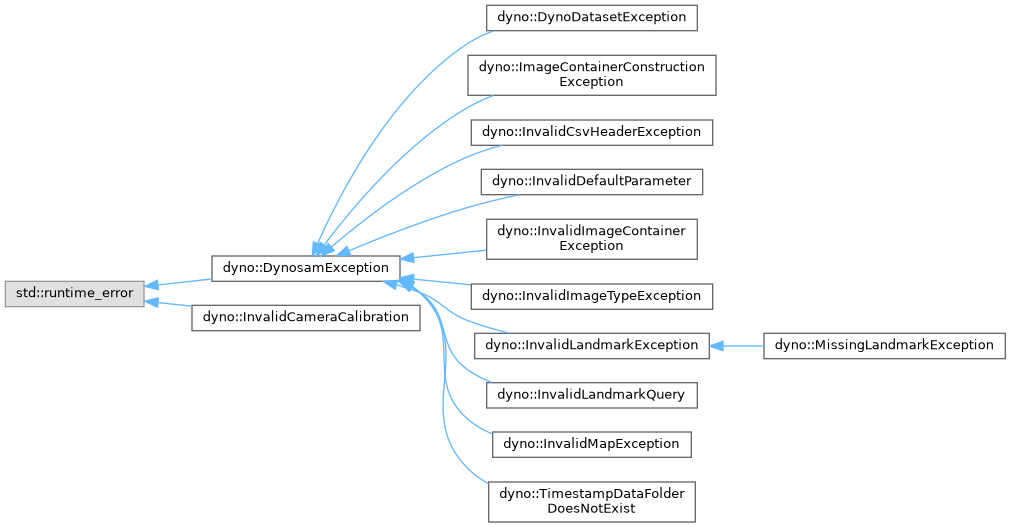 dyno::DynoDatasetException
dyno::ImageContainerConstruction
Exception
dyno::InvalidCsvHeaderException
dyno::InvalidDefaultParameter
dyno::InvalidImageContainer
Exception
dyno::DynosamException
std::runtime_error
dyno::InvalidImageTypeException
dyno::InvalidCameraCalibration
dyno::InvalidLandmarkException
dyno::MissingLandmarkException
dyno::InvalidLandmarkQuery
dyno::InvalidMapException
dyno::TimestampDataFolder
DoesNotExist